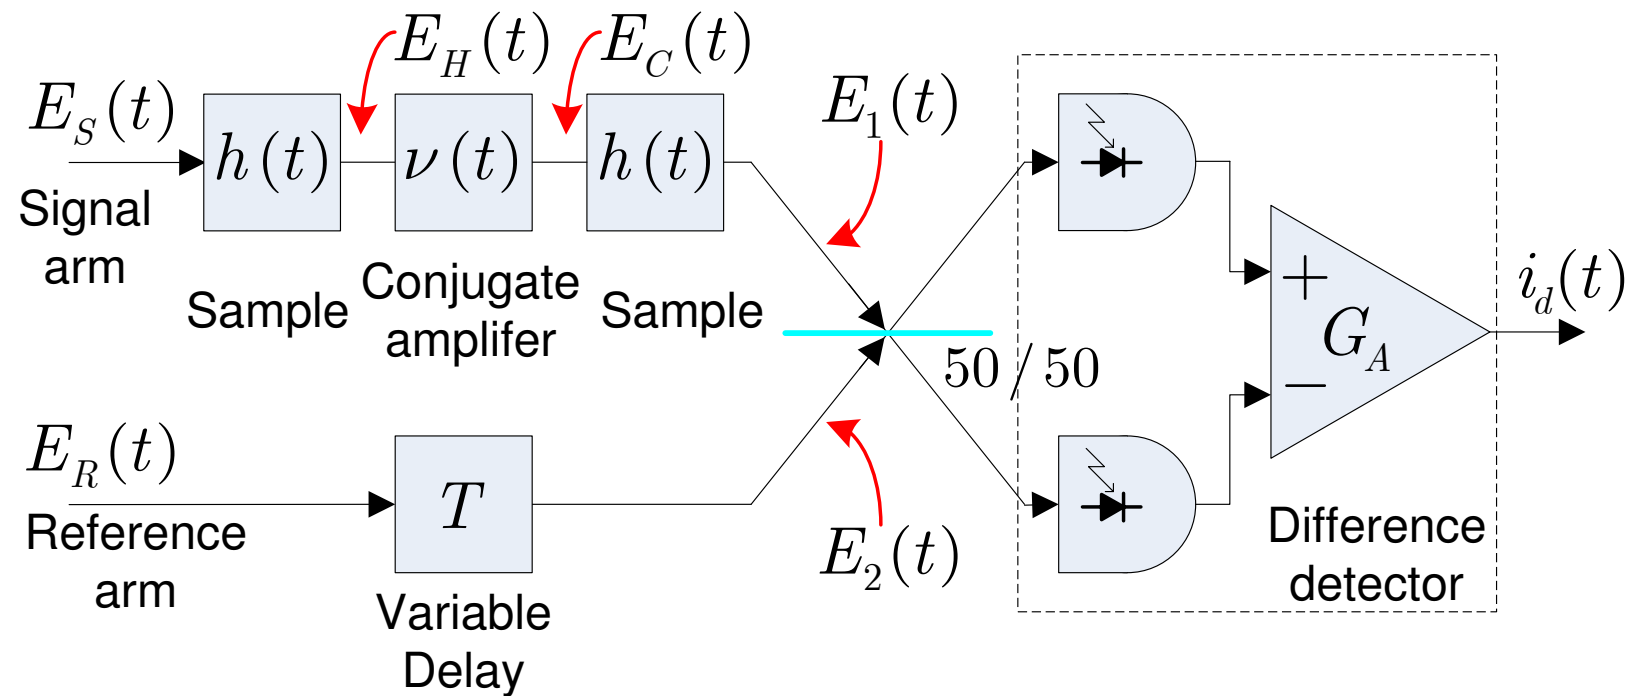 E_H(t)
E_C(t)
E_S(t)
h(t)
ν(t)
h(t)
E_1(t)
Signal
arm
Sample
Conjugate
amplifer
Sample
50/50
+
G_A
−
i_d(t)
E_R(t)
Reference
arm
T
Variable
Delay
E_2(t)
Difference
detector